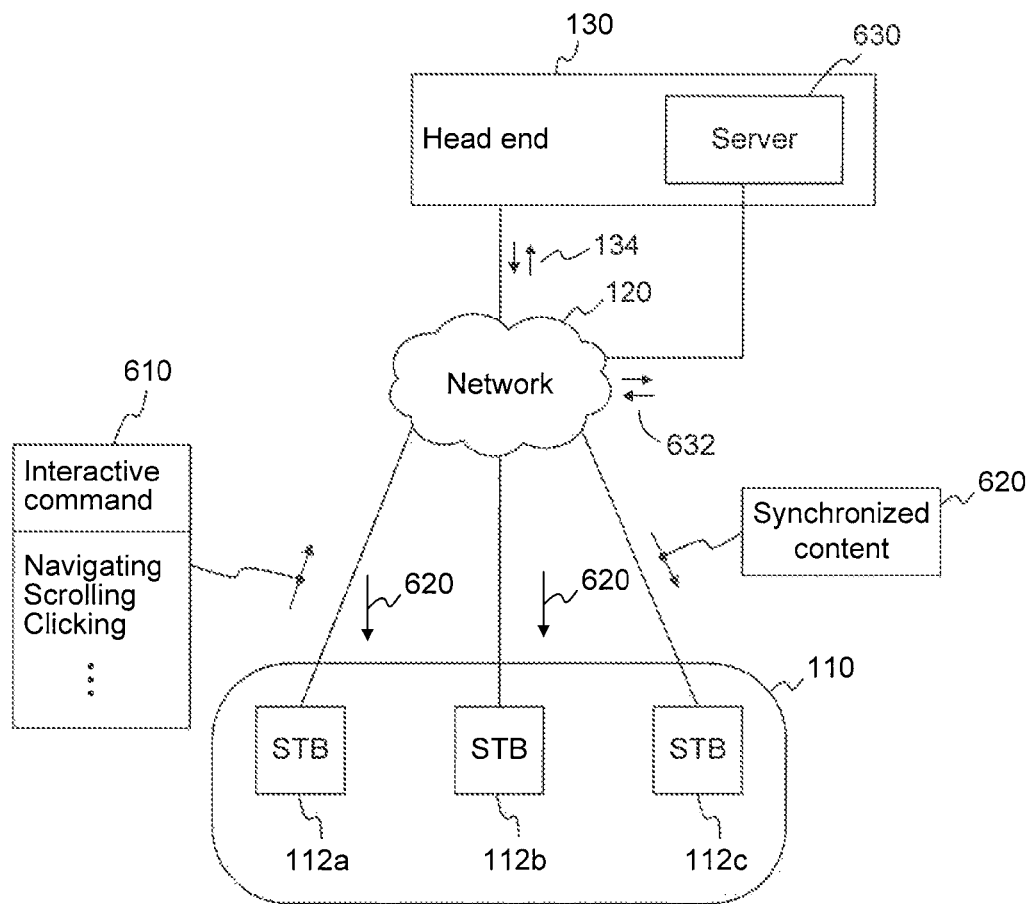 130
630
Head end
Server
134
120
Network
632
610
Interactive
command
Navigating
Scrolling
Clicking
620
Synchronized
content
620
620
110
STB
STB
STB
112a
112b
112c